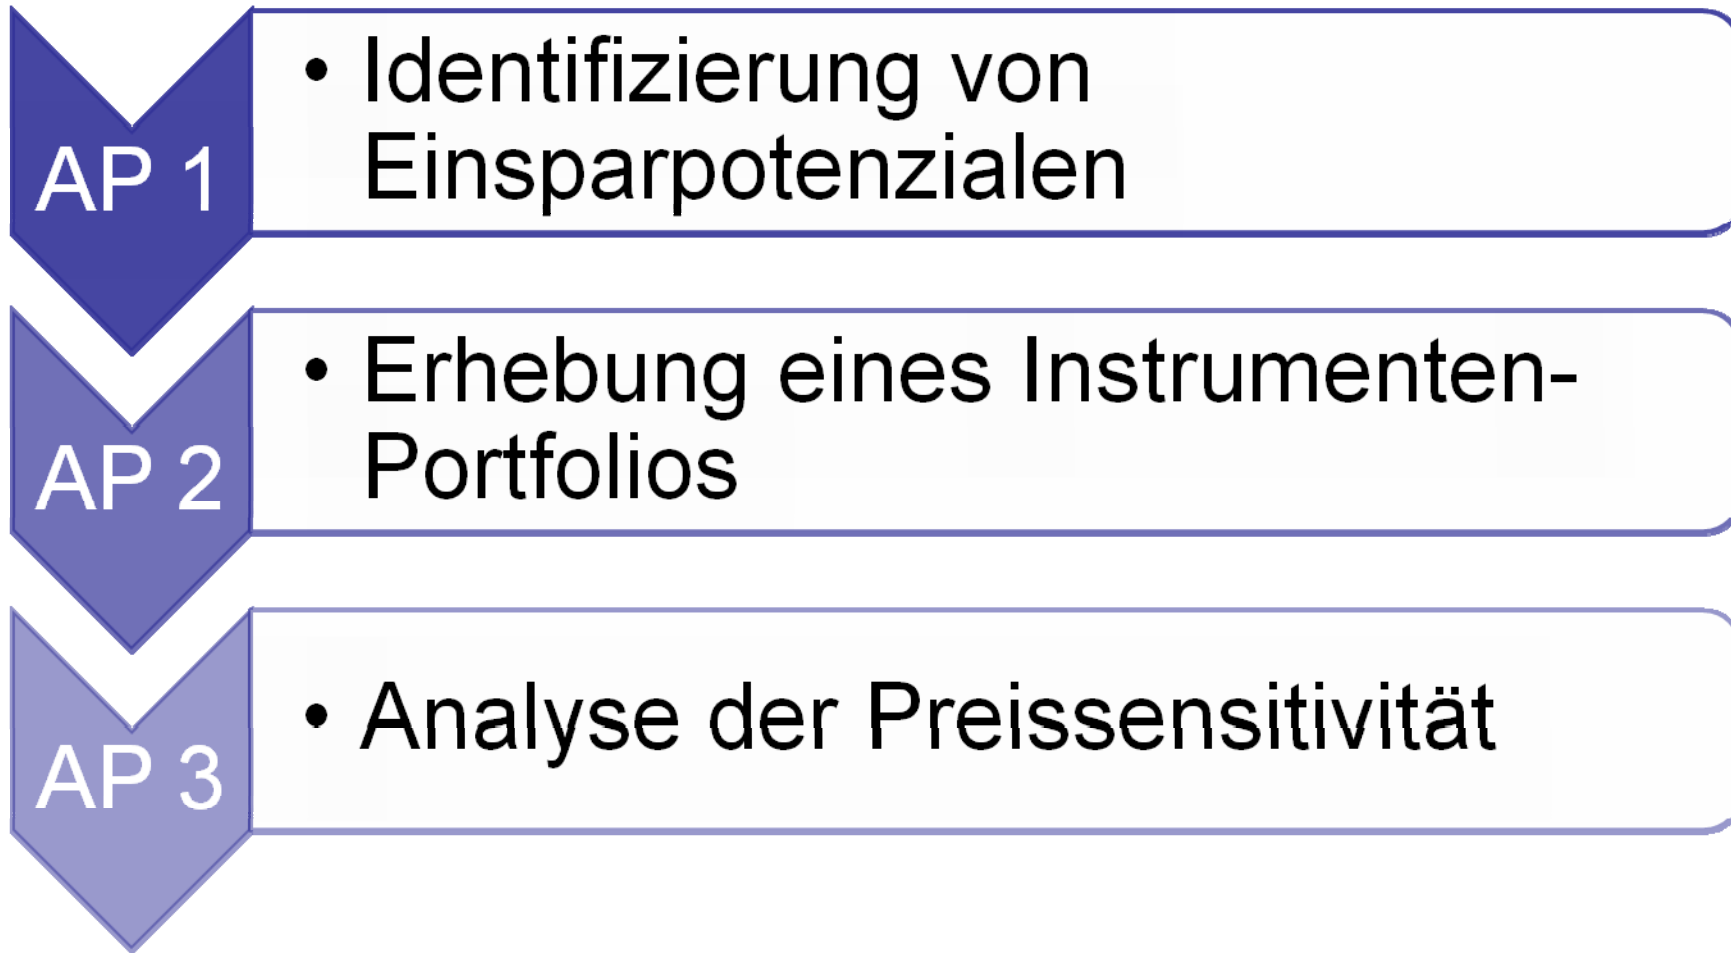 AP 1
• Identifizierung von
Einsparpotenzialen
AP 2
• Erhebung eines Instrumenten-
Portfolios
AP 3
• Analyse der Preissensitivität